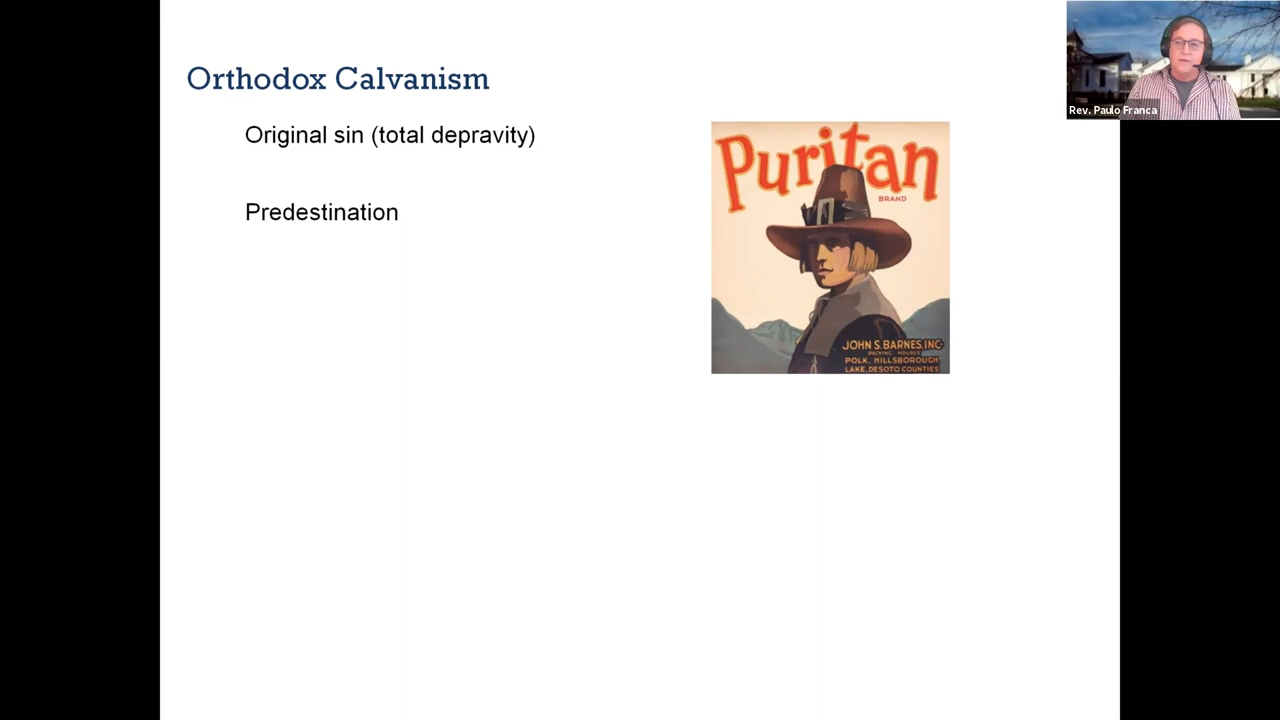 Orthodox Calvanism
Original sin (total depravity)
Predestination
Puritan
BRAND
JOHN S. BARNES, INC.
PACKING HOUSES
POLK, HILLSBOROUGH
LAKE, DESOTO COUNTIES
Rev. Paulo Franca